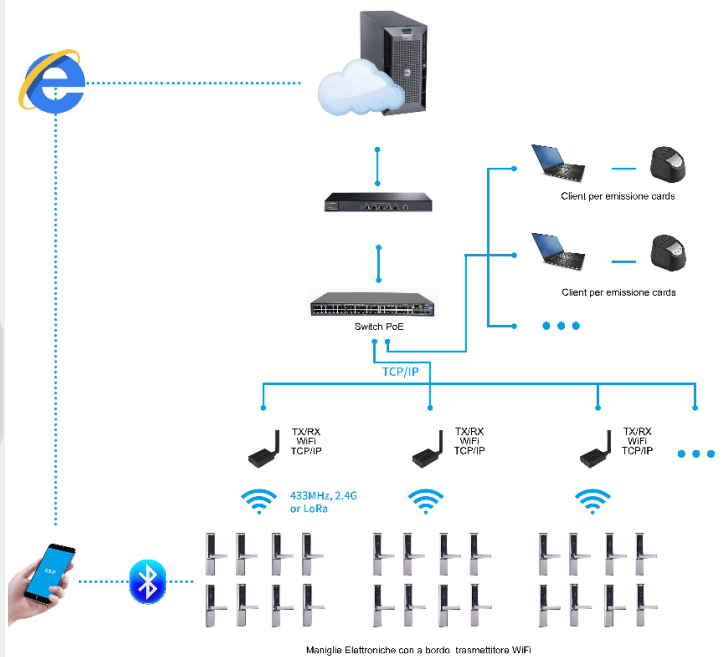 Client per emissione cards
Client per emissione cards
Switch PoE
TCP/IP
TX/RX
WiFi
TCP/IP
TX/RX
WiFi
TCP/IP
TX/RX
WiFi
TCP/IP
433MHz, 2.4G
or LoRa
Maniglie Elettroniche con a bordo trasmettitore WiFi